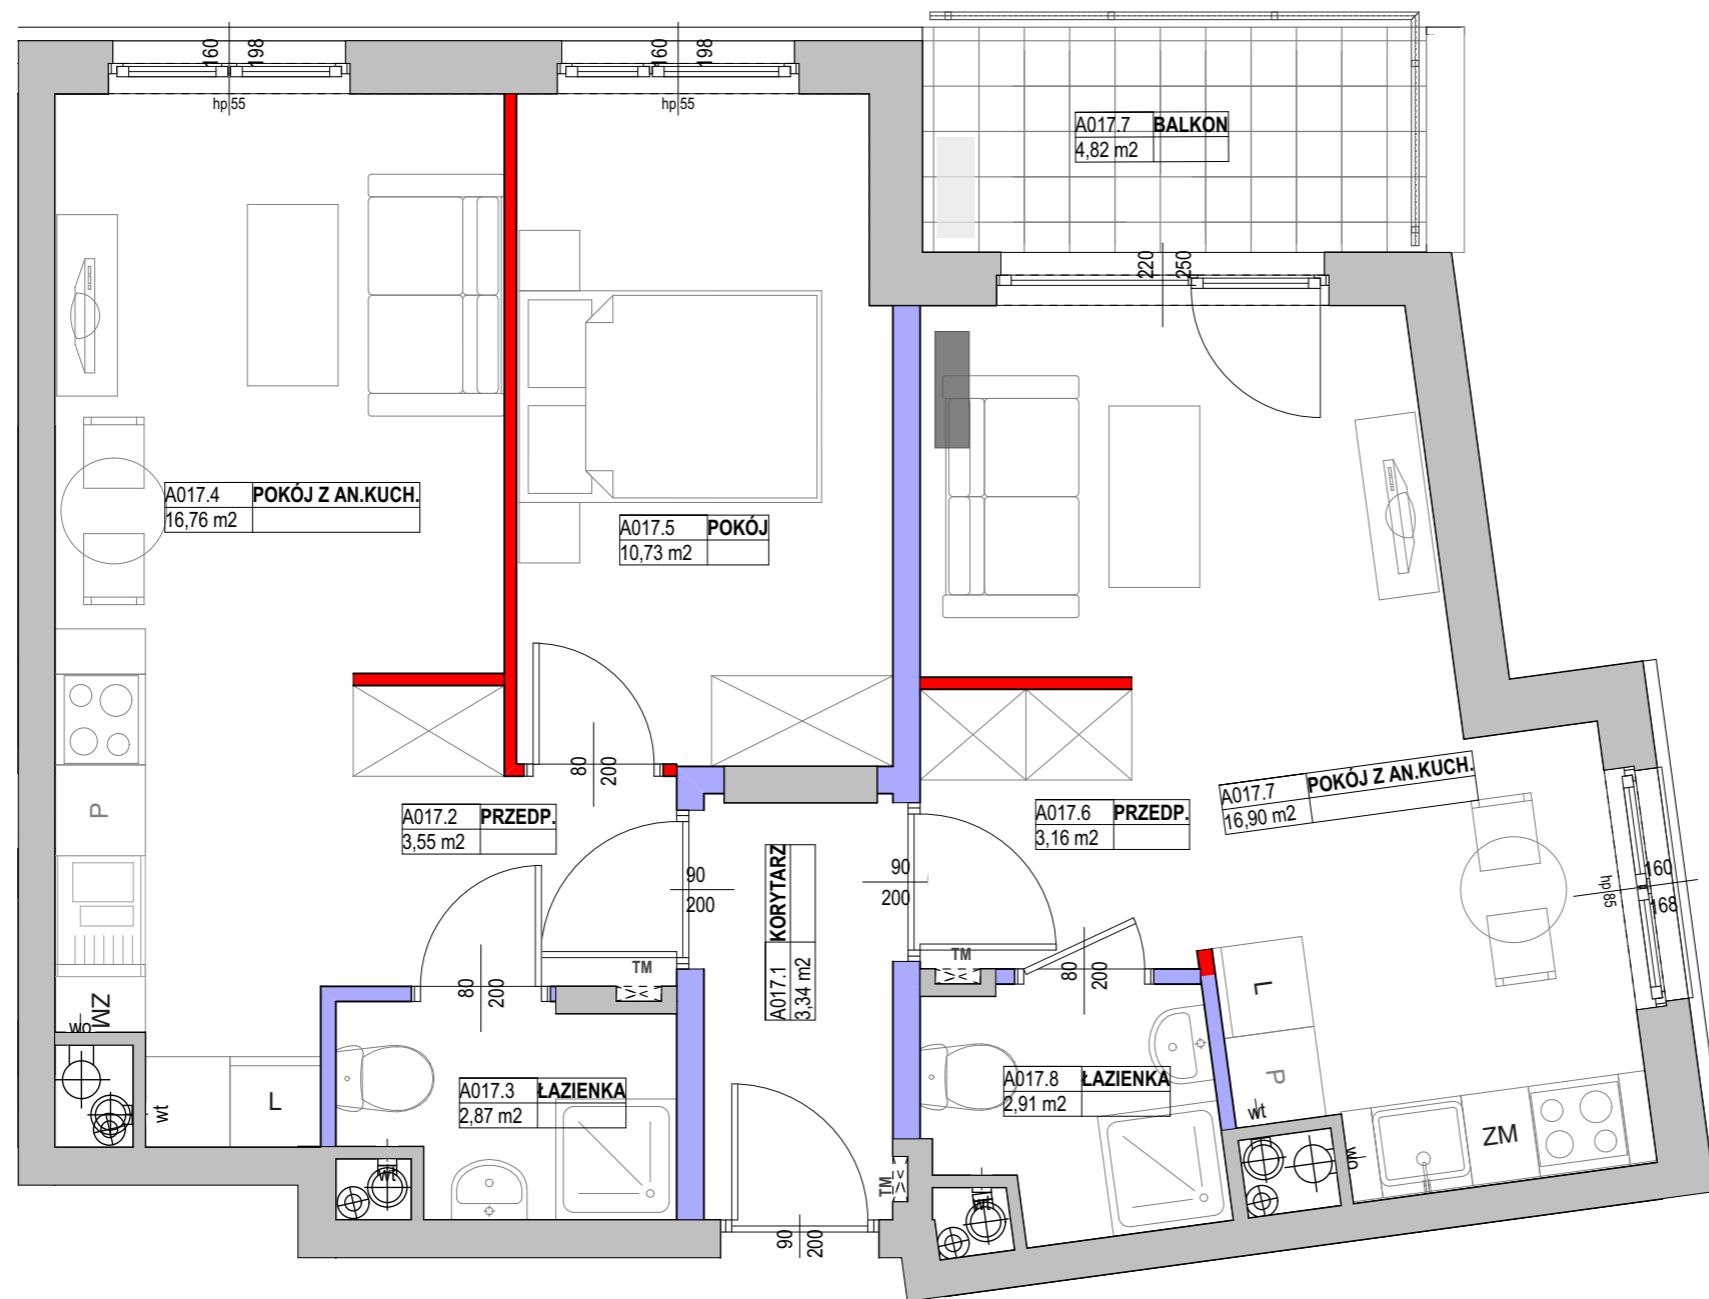 160 198
hp 55
160 198
hp 55
A017.7 BALKON
4,82 m2
220 250
A017.4 POKÓJ Z AN.KUCH.
16,76 m2
A017.5 POKÓJ
10,73 m2
80 200
P
A017.2 PRZEDP.
3,55 m2
A017.6 PRZEDP.
3,16 m2
A017.7 POKÓJ Z AN.KUCH.
16,90 m2
90
200
90
200
A017.1 KORYTARZ
3,34 m2
160
168
hp 85
TM
TM
80 200
80 200
ZM
wo
L
P
wt
L
A017.3 ŁAZIENKA
2,87 m2
A017.8 ŁAZIENKA
2,91 m2
wt
wo
ZM
wt
TM
wt
90 200